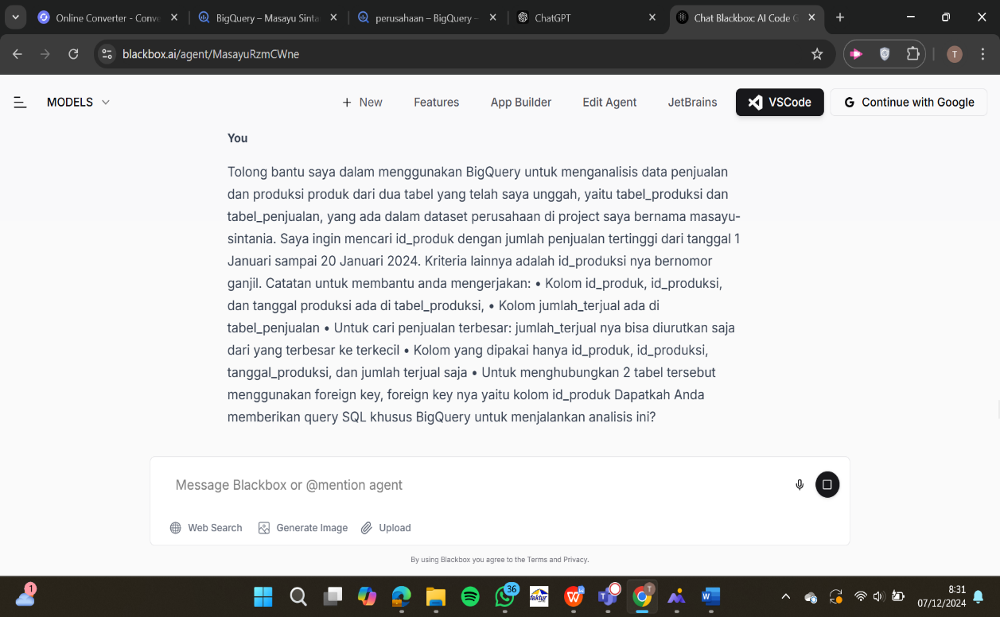 Online Converter - Conve
BigQuery – Masayu Sinta
perusahaan – BigQuery –
ChatGPT
Chat Blackbox: AI Code G
blackbox.ai/agent/MasayuRzmCWne
T
MODELS
New
Features
App Builder
Edit Agent
JetBrains
VSCode
G Continue with Google
You
Tolong bantu saya dalam menggunakan BigQuery untuk menganalisis data penjualan
dan produksi produk dari dua tabel yang telah saya unggah, yaitu tabel_produksi dan
tabel_penjualan, yang ada dalam dataset perusahaan di project saya bernama masayu-
sintania. Saya ingin mencari id_produk dengan jumlah penjualan tertinggi dari tanggal 1
Januari sampai 20 Januari 2024. Kriteria lainnya adalah id_produksi nya bernomor
ganjil. Catatan untuk membantu anda mengerjakan: • Kolom id_produk, id_produksi,
dan tanggal produksi ada di tabel_produksi, • Kolom jumlah_terjual ada di
tabel_penjualan • Untuk cari penjualan terbesar: jumlah_terjual nya bisa diurutkan saja
dari yang terbesar ke terkecil • Kolom yang dipakai hanya id_produk, id_produksi,
tanggal_produksi, dan jumlah terjual saja • Untuk menghubungkan 2 tabel tersebut
menggunakan foreign key, foreign key nya yaitu kolom id_produk Dapatkah Anda
memberikan query SQL khusus BigQuery untuk menjalankan analisis ini?
Message Blackbox or @mention agent
Web Search
Generate Image
Upload
By using Blackbox you agree to the Terms and Privacy.
1
36
faktur
T
W
8:31
07/12/2024